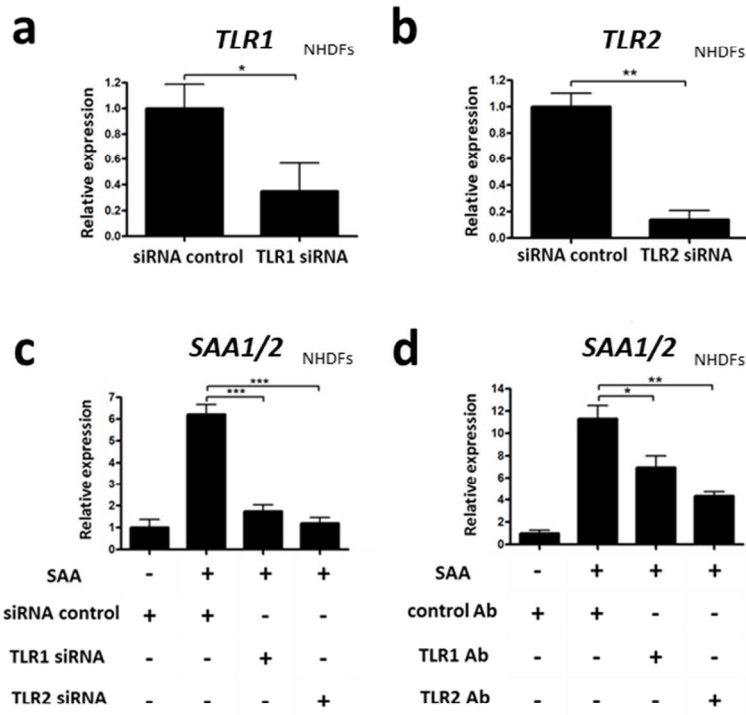 a
TLR1
NHDFs
*
Relative expression
1.2
1.0
0.8
0.6
0.4
0.2
0.0
siRNA control TLR1 siRNA
b
TLR2
NHDFs
**
Relative expression
1.2
1.0
0.8
0.6
0.4
0.2
0.0
siRNA control TLR2 siRNA
c
SAA1/2
NHDFs
***
***
Relative expression
7
6
5
4
3
2
1
0
SAA - + + +
siRNA control + + - -
TLR1 siRNA - - + -
TLR2 siRNA - - - +
d
SAA1/2
NHDFs
**
*
Relative expression
14
12
10
8
6
4
2
0
SAA - + + +
control Ab + + - -
TLR1 Ab - - + -
TLR2 Ab - - - +